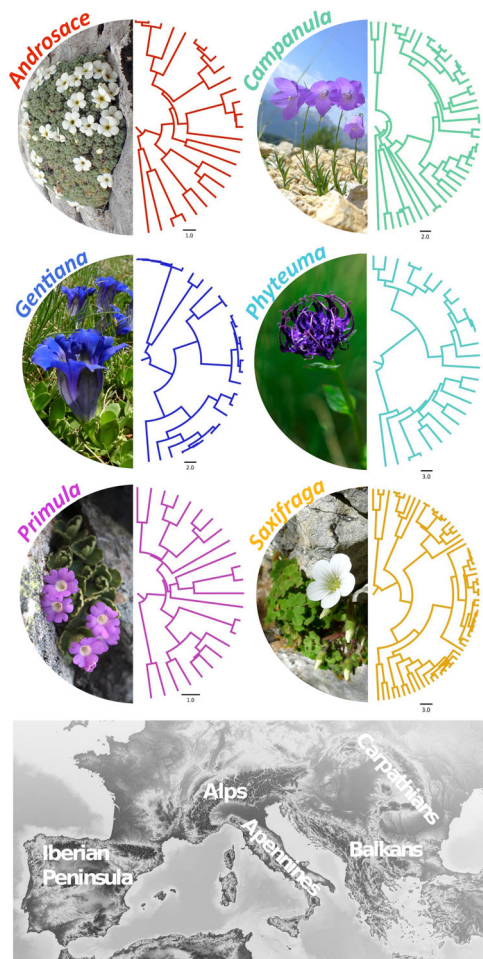 Androsace
1.0
Campanula
2.0
Gentiana
2.0
Phyteuma
3.0
Primula
1.0
Saxifraga
3.0
Carpathians
Alps
Apennines
Iberian
Peninsula
Balkans